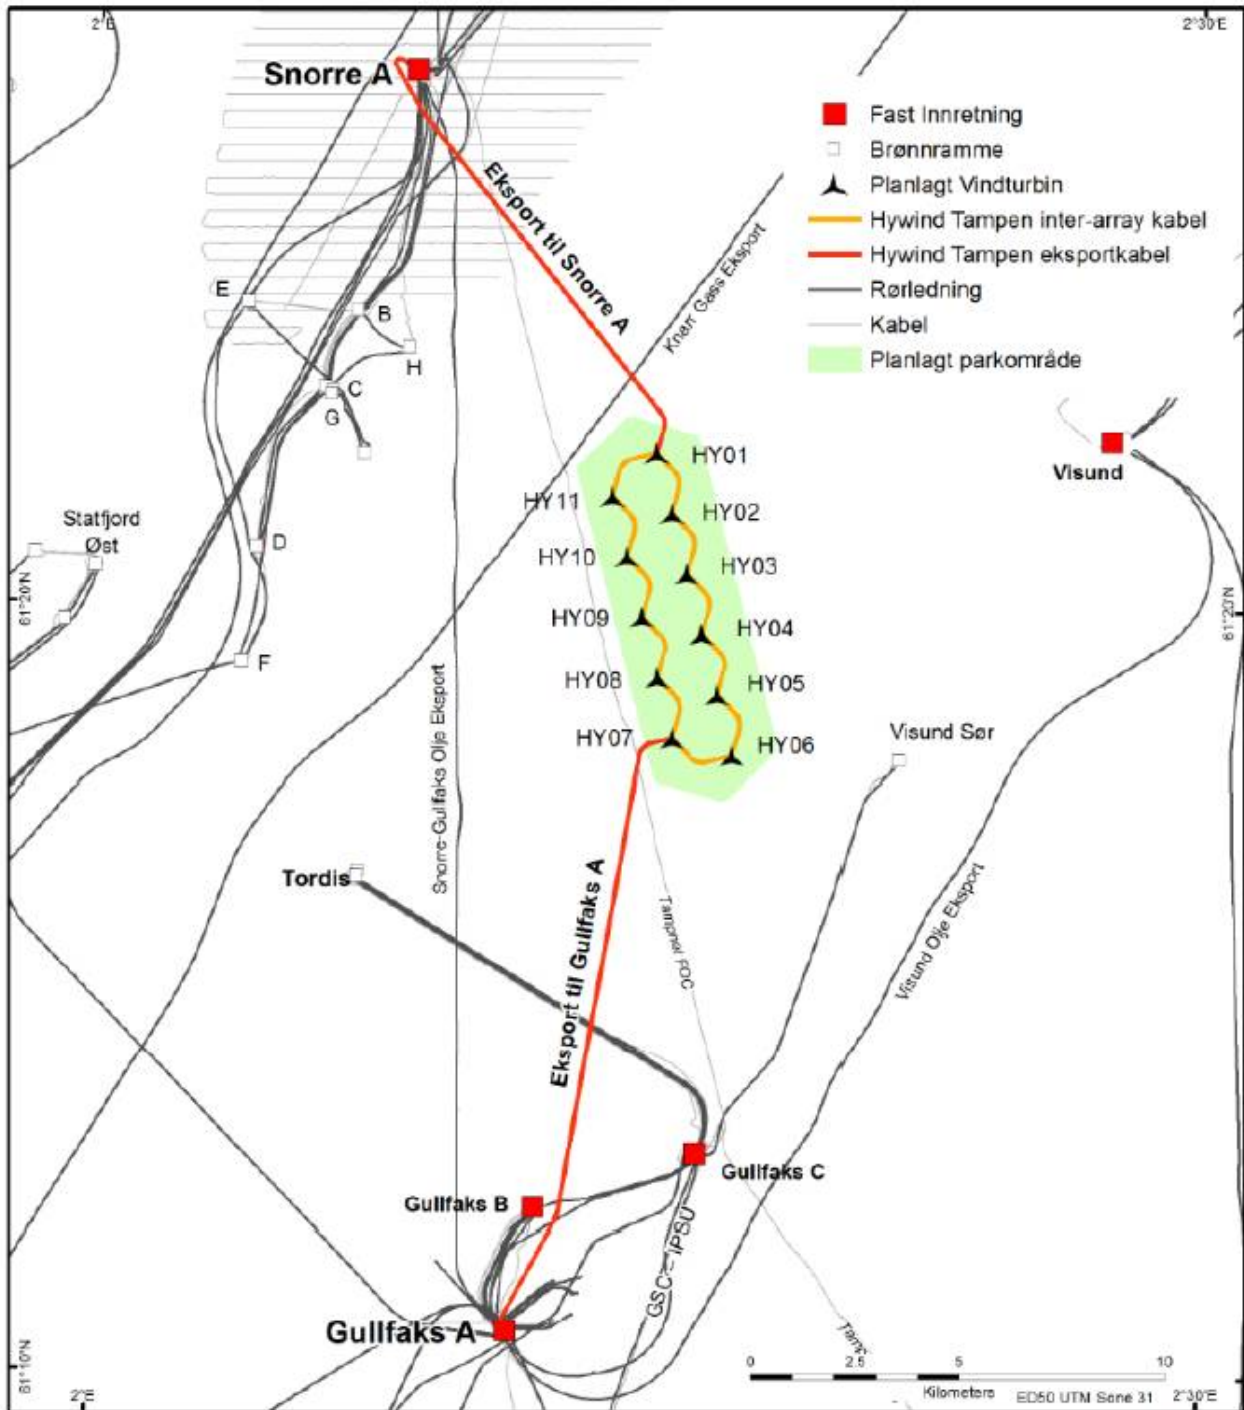 2°E
2°30'E
Snorre A
Fast Innretning
Brønnramme
Planlagt Vindturbin
Hywind Tampen inter-array kabel
Hywind Tampen eksportkabel
Rørledning
Kabel
Planlagt parkområde
Eksport til Snorre A
Knarr Gass Eksport
E
B
H
C
G
HY01
Visund
HY11
HY02
Statfjord
Øst
D
HY10
HY03
61°20'N
61°20'N
HY09
HY04
F
HY08
HY05
Snorre-Gullfaks Olje Eksport
HY07
HY06
Visund Sør
Tordis
Eksport til Gullfaks A
Tampnet FOC
Visund Olje Eksport
Gullfaks C
Gullfaks B
GSC - IPSU
Gullfaks A
61°10'N
0
2.5
5
10
Kilometers
ED50 UTM Sone 31
2°E
2°30'E